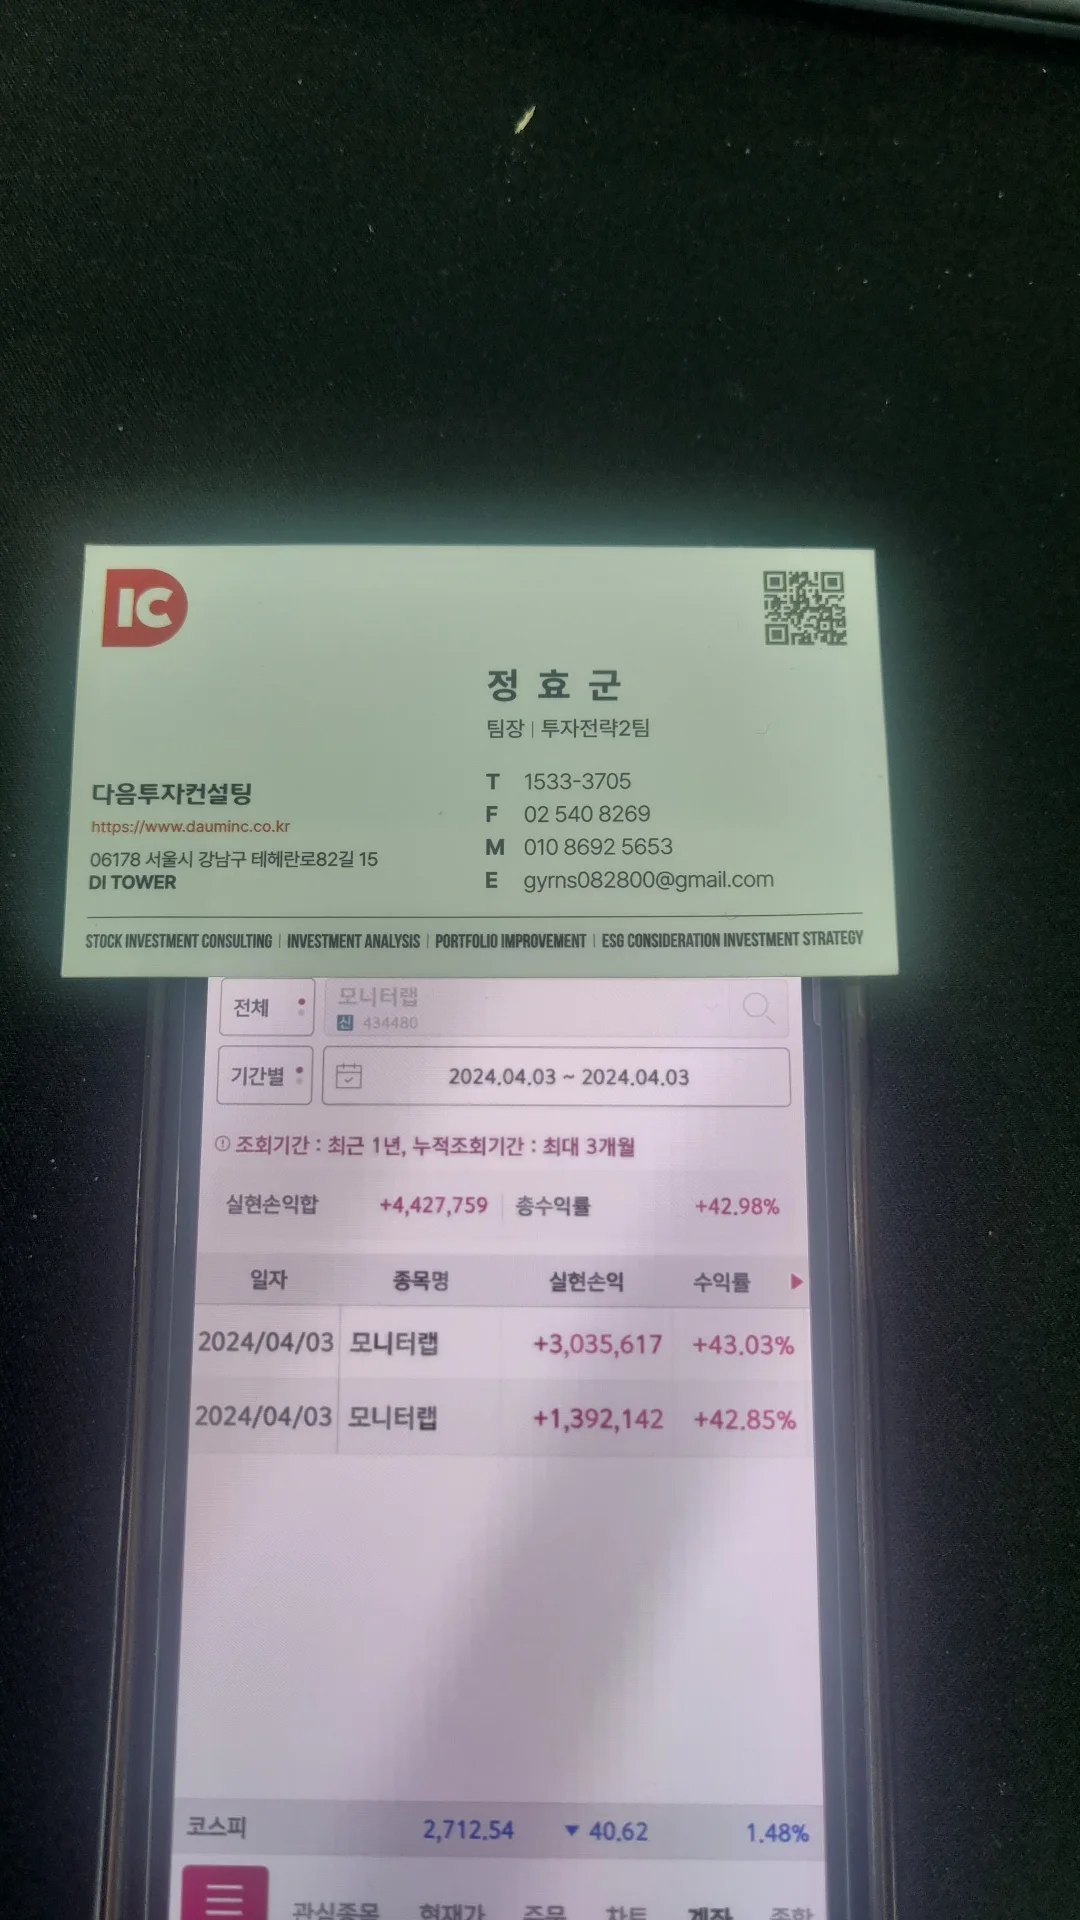 IC
정효군
팀장 | 투자전략2팀
다음투자컨설팅
https://www.dauminc.co.kr
06178 서울시 강남구 테헤란로82길 15
DI TOWER
T 1533-3705
F 02 540 8269
M 010 8692 5653
E gyrns082800@gmail.com
STOCK INVESTMENT CONSULTING | INVESTMENT ANALYSIS | PORTFOLIO IMPROVEMENT | ESG CONSIDERATION INVESTMENT STRATEGY
전체 모니터랩
신 434480
기간별 2024.04.03 ~ 2024.04.03
조회기간 : 최근 1년, 누적조회기간 : 최대 3개월
실현손익합 +4,427,759 총수익률 +42.98%
일자 종목명 실현손익 수익률
2024/04/03 모니터랩 +3,035,617 +43.03%
2024/04/03 모니터랩 +1,392,142 +42.85%
코스피 2,712.54 ▼ 40.62 1.48%
관심종목 현재가 주문 차트 계좌 종합